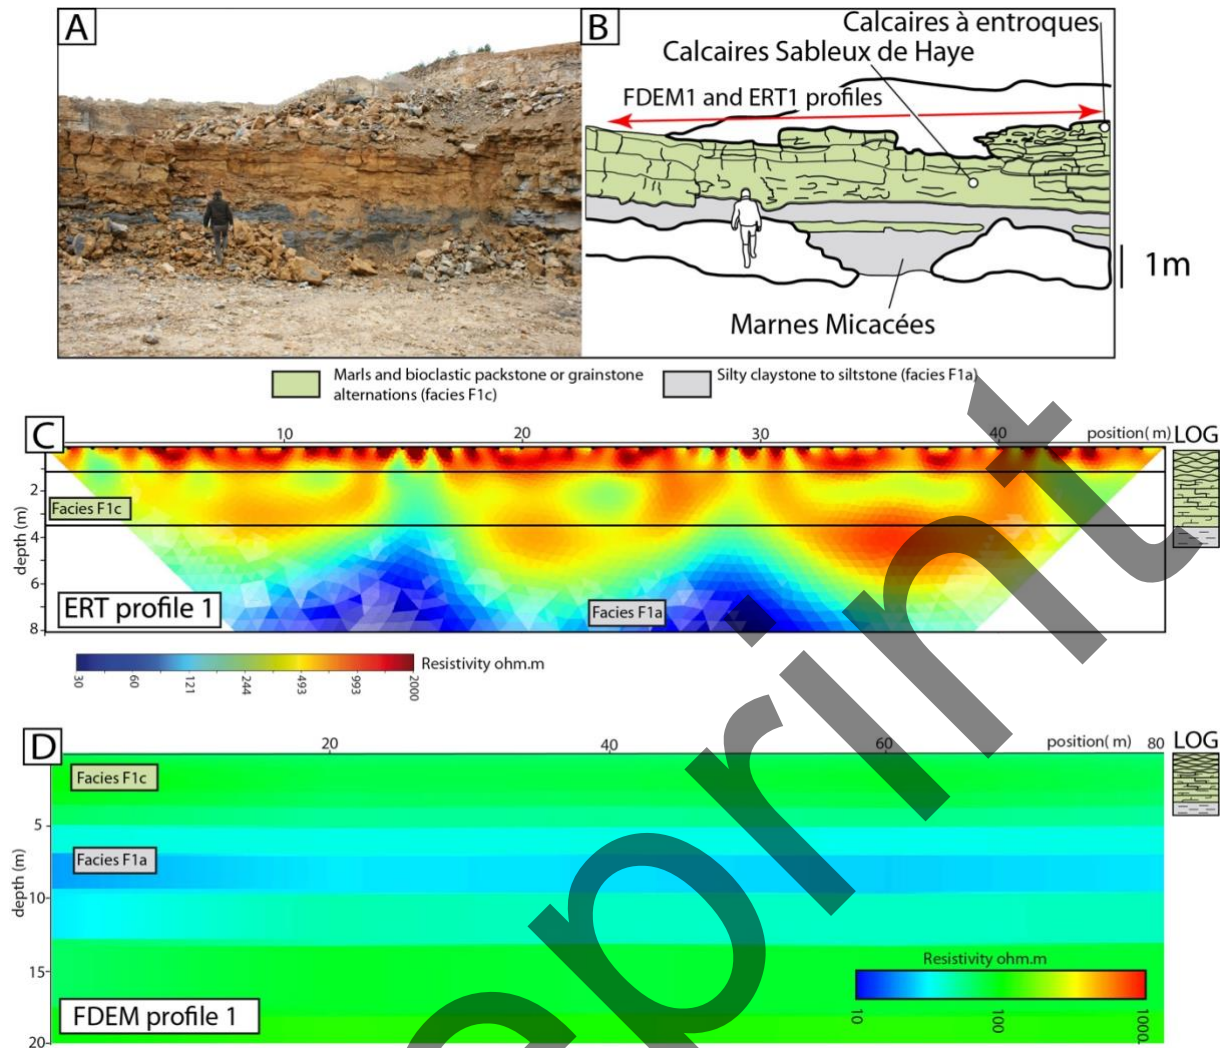 A
B
Calcaires à entroques
Calcaires Sableux de Haye
FDEM1 and ERT1 profiles
1m
Marnes Micacées
Marls and bioclastic packstone or grainstone
alternations (facies F1c)
Silty claystone to siltstone (facies F1a)
C
10
20
30
40
position( m)
LOG
2
4
6
8
depth (m)
Facies F1c
Facies F1a
ERT profile 1
30
60
121
244
493
993
2000
Resistivity ohm.m
D
20
40
60
position( m)
80
LOG
Facies F1c
5
Facies F1a
depth (m)
10
15
20
Resistivity ohm.m
10
100
1000
FDEM profile 1
eprint